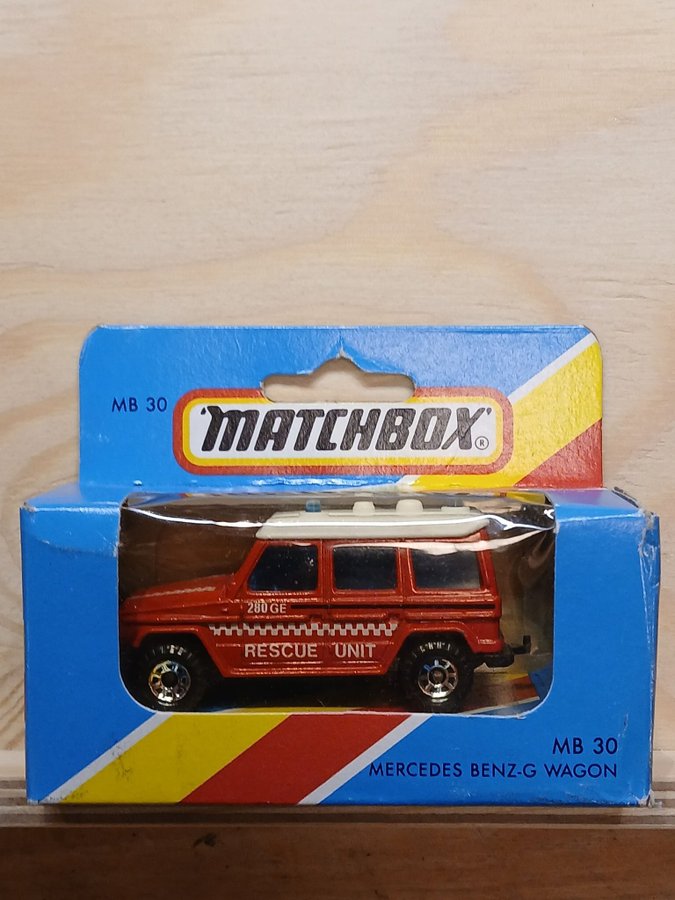 MB 30
'MATCHBOX'®
280 GE
RESCUE UNIT
MB 30
MERCEDES BENZ-G WAGON